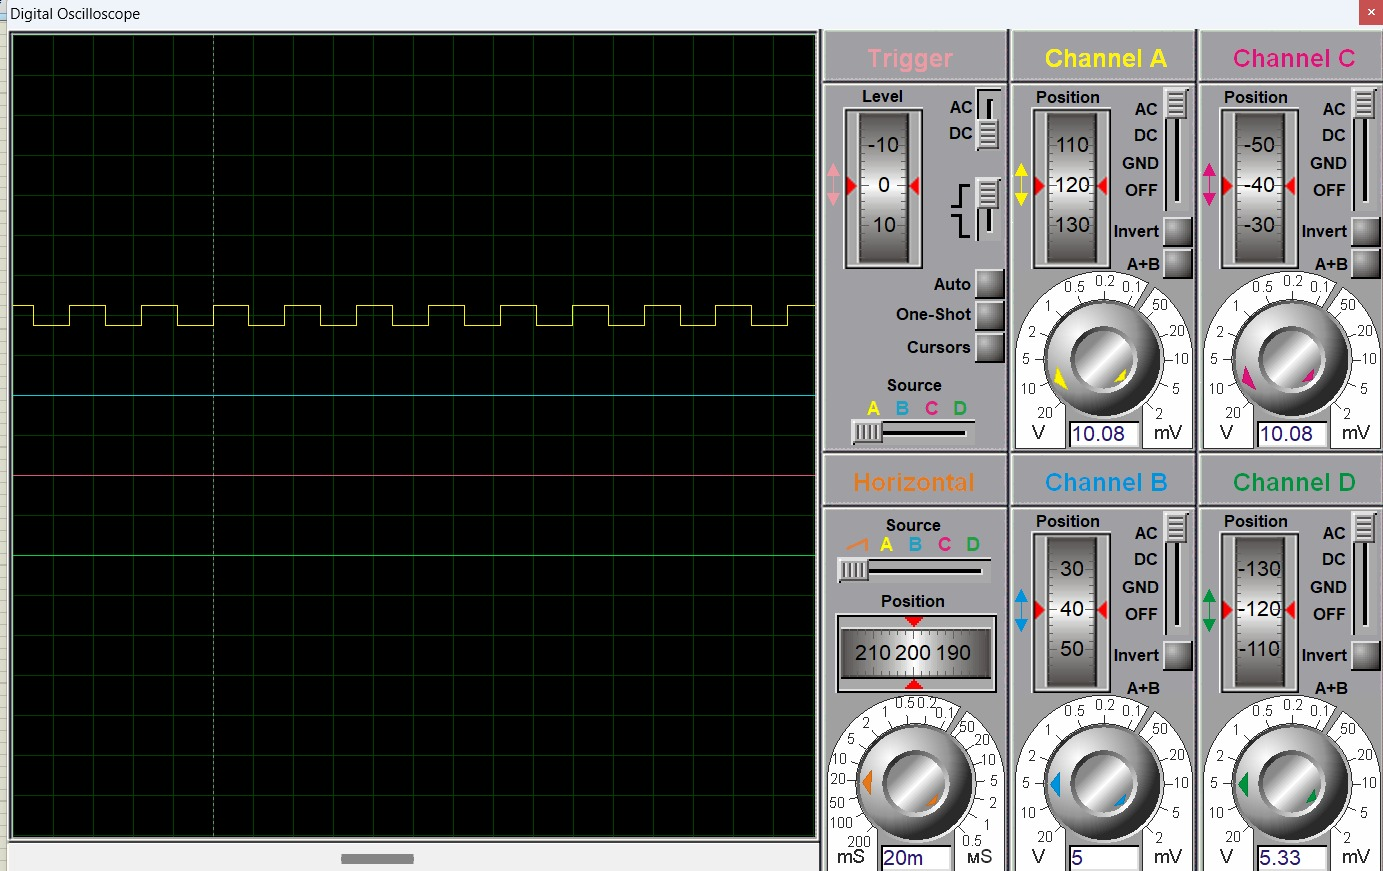 Digital Oscilloscope
Trigger
Level
-10
0
10
AC
DC
Auto
One-Shot
Cursors
Source
A B C D
Channel A
Position
110
120
130
AC
DC
GND
OFF
Invert
A+B
20 10 5 2 1 0.5 0.2 0.1 50 20 10 5 2
V 10.08 mV
Channel C
Position
-50
-40
-30
AC
DC
GND
OFF
Invert
A+B
20 10 5 2 1 0.5 0.2 0.1 50 20 10 5 2
V 10.08 mV
Horizontal
Source
A B C D
Position
210 200 190
200 100 50 20 10 5 2 1 0.5 0.2 0.1 50 20 10 5 2 1 0.5
mS 20m мS
Channel B
Position
30
40
50
AC
DC
GND
OFF
Invert
A+B
20 10 5 2 1 0.5 0.2 0.1 50 20 10 5 2
V 5 mV
Channel D
Position
-130
-120
-110
AC
DC
GND
OFF
Invert
A+B
20 10 5 2 1 0.5 0.2 0.1 50 20 10 5 2
V 5.33 mV